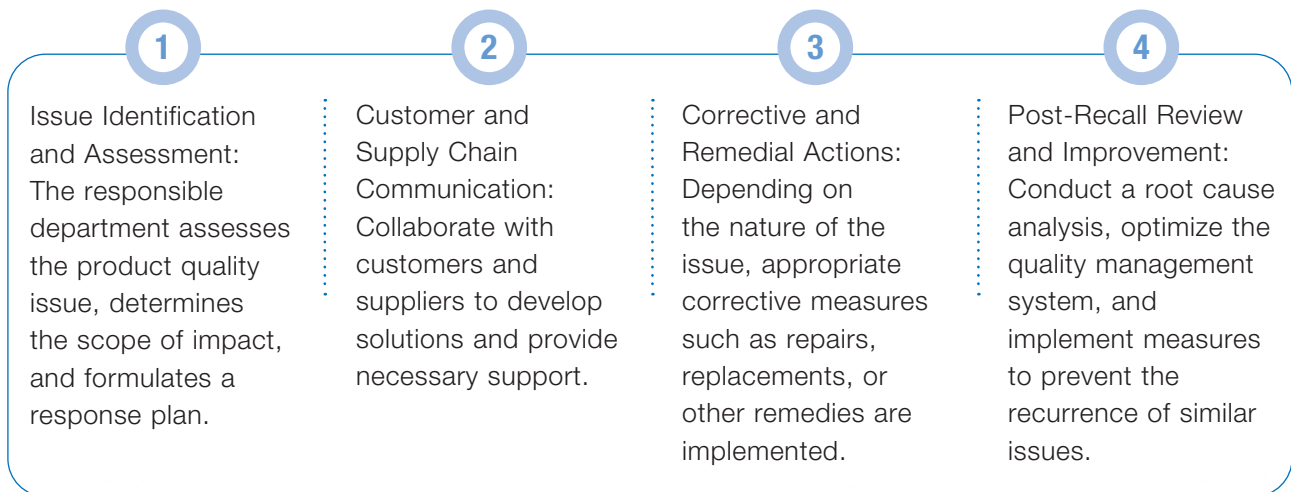 1
Issue Identification
and Assessment:
The responsible
department assesses
the product quality
issue, determines
the scope of impact,
and formulates a
response plan.
2
Customer and
Supply Chain
Communication:
Collaborate with
customers and
suppliers to develop
solutions and provide
necessary support.
3
Corrective and
Remedial Actions:
Depending on
the nature of the
issue, appropriate
corrective measures
such as repairs,
replacements, or
other remedies are
implemented.
4
Post-Recall Review
and Improvement:
Conduct a root cause
analysis, optimize the
quality management
system, and
implement measures
to prevent the
recurrence of similar
issues.